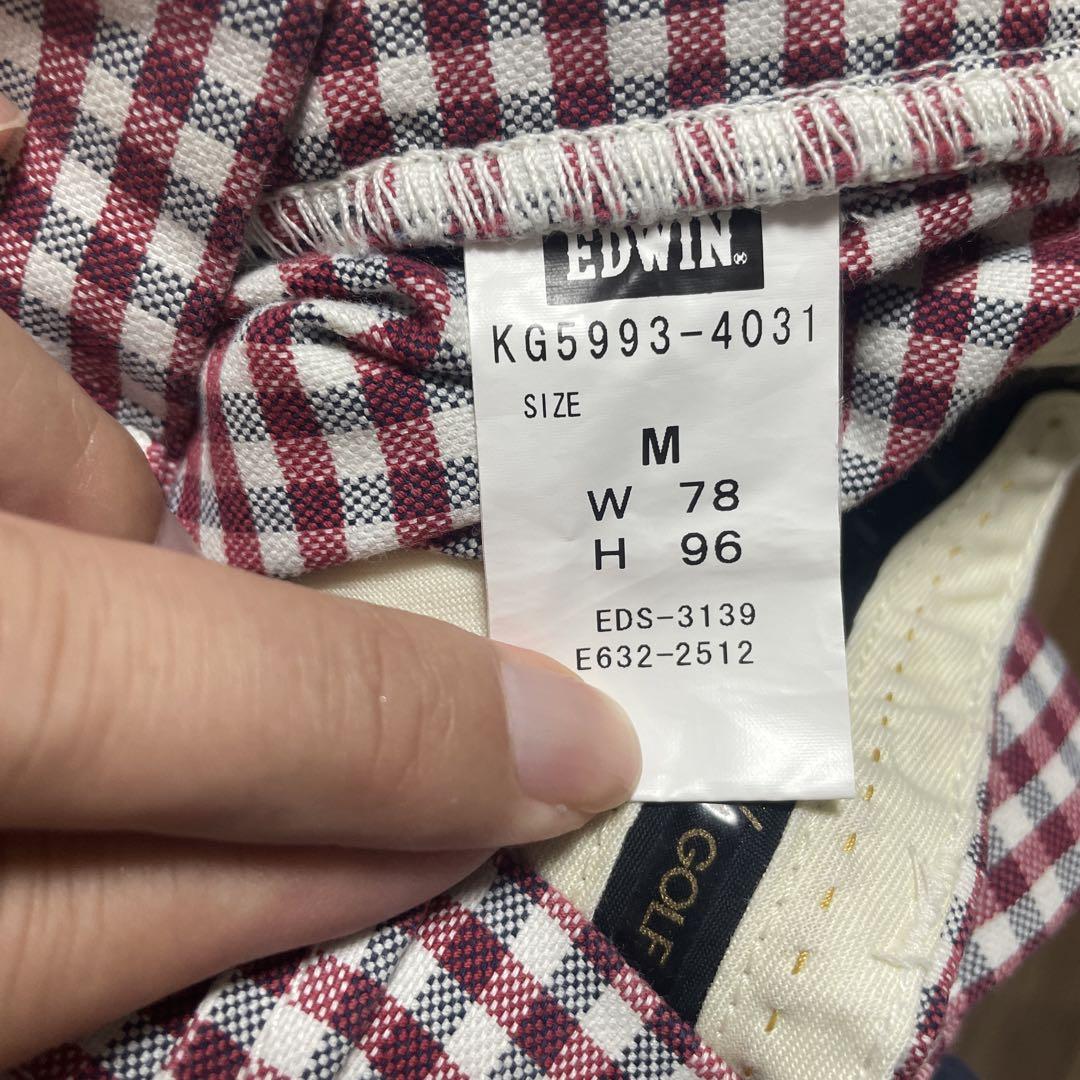 EDWIN
KG5993-4031
SIZE
M
W 78
H 96
EDS-3139
E632-2512
GOLF